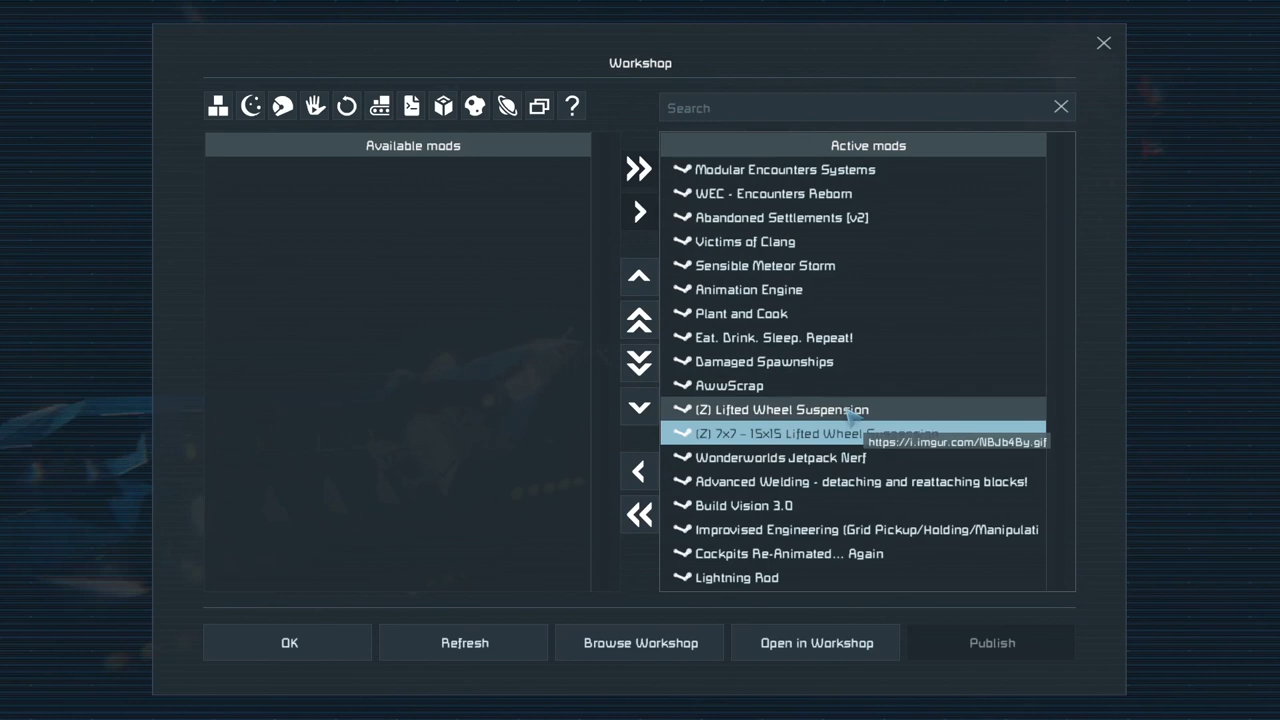 Workshop
?
Search
Available mods
Active mods
Modular Encounters Systems
WEC - Encounters Reborn
Abandoned Settlements [v2]
Victims of Clang
Sensible Meteor Storm
Animation Engine
Plant and Cook
Eat. Drink. Sleep. Repeat!
Damaged Spawnships
AwwScrap
(Z) Lifted Wheel Suspension
(Z) 7x7 - 15x15 Lifted Wheel Suspension
https://i.imgur.com/NBJb4By.gif
Wonderworlds Jetpack Nerf
Advanced Welding - detaching and reattaching blocks!
Build Vision 3.0
Improvised Engineering (Grid Pickup/Holding/Manipulati
Cockpits Re-Animated... Again
Lightning Rod
OK
Refresh
Browse Workshop
Open in Workshop
Publish